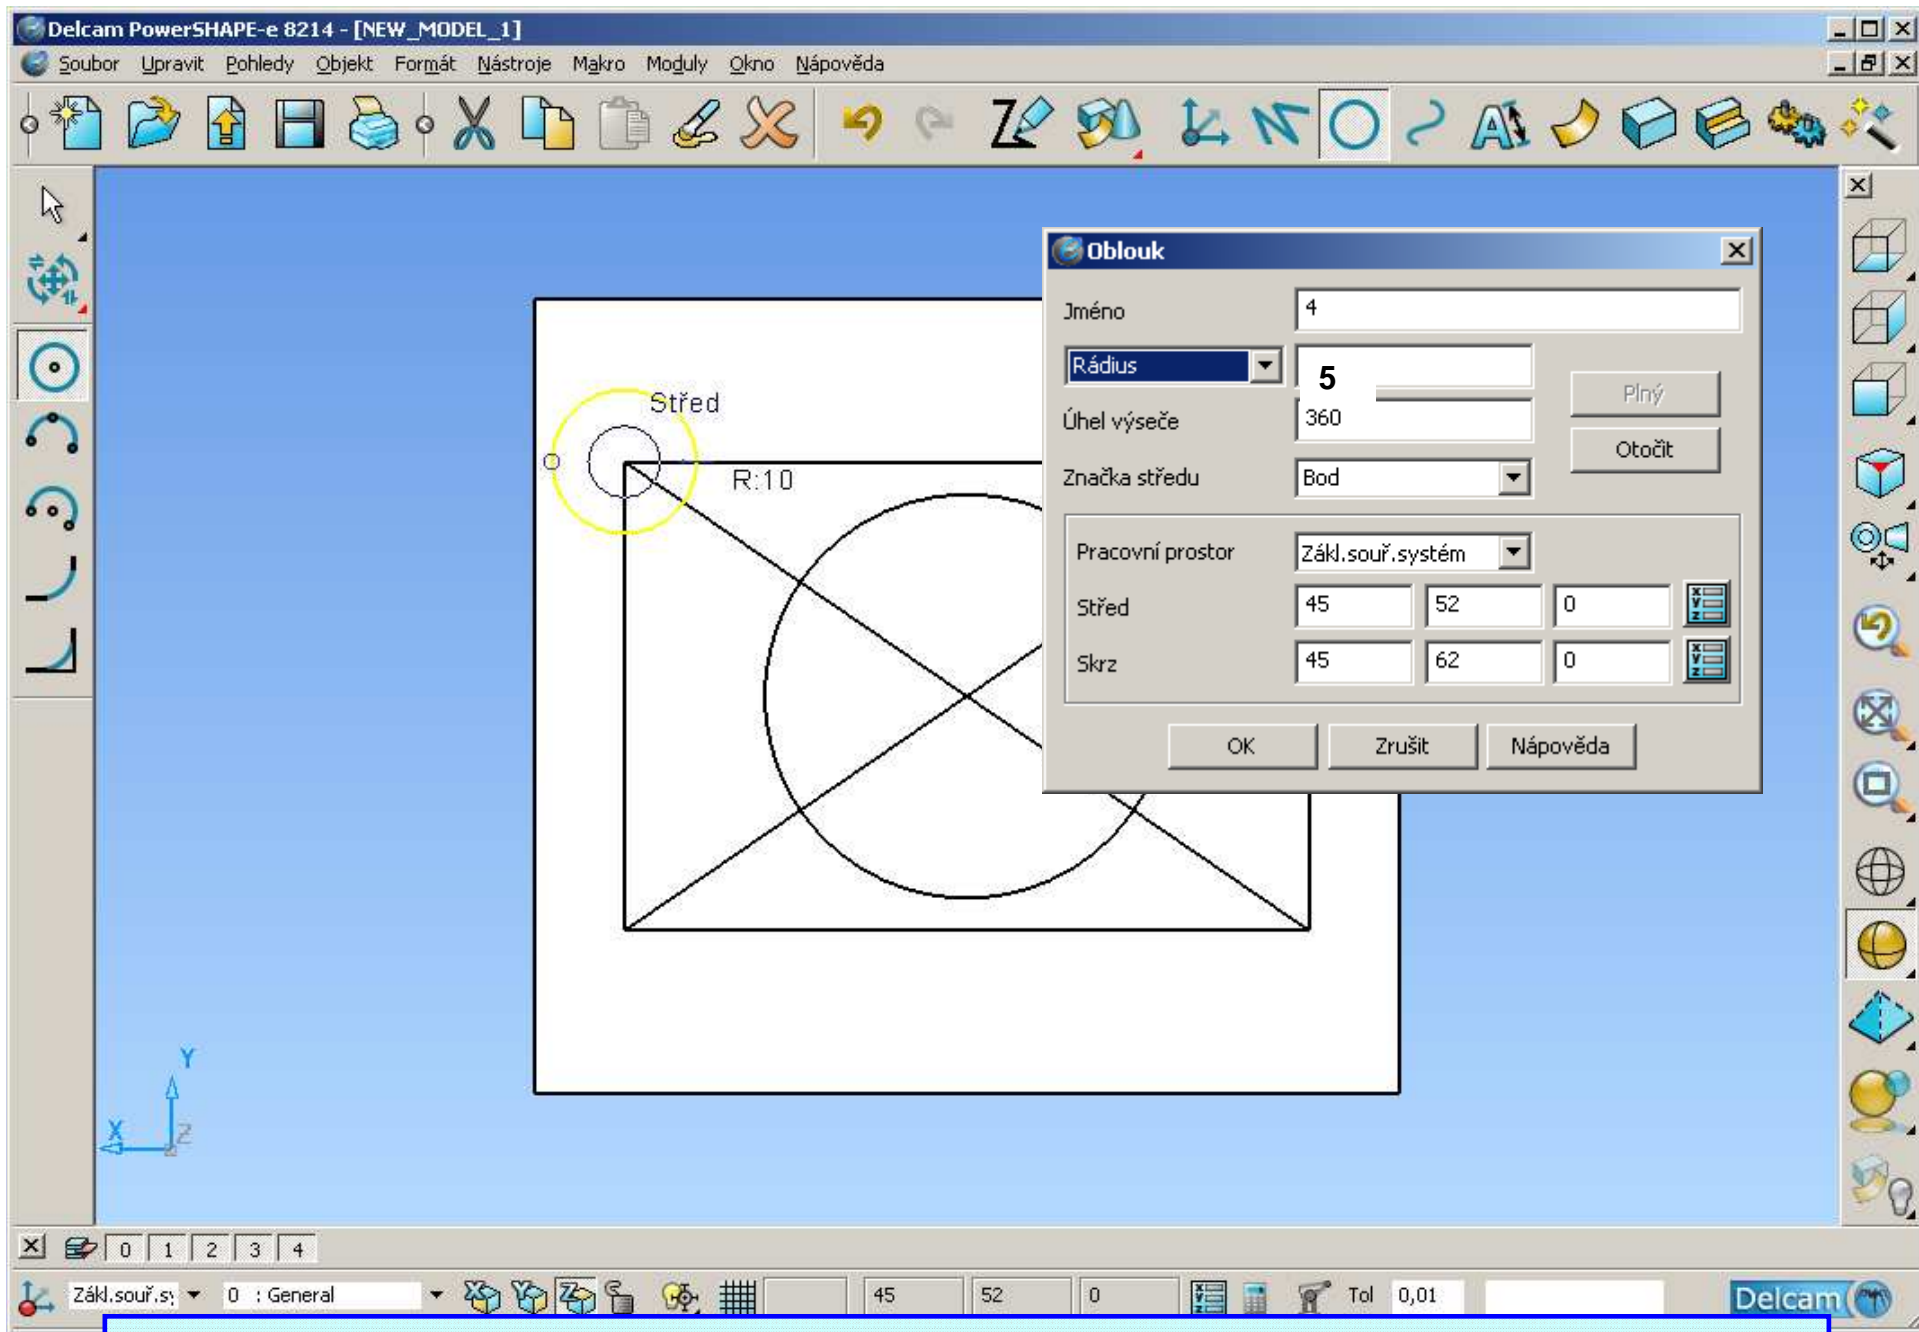 Delcam PowerSHAPE-e 8214 - [NEW_MODEL_1]
Soubor Upravit Pohledy Objekt Formát Nástroje Makro Moduly Okno Nápověda
Oblouk
Jméno 4
Rádius 5
Plný
Úhel výseče 360
Otočit
Značka středu Bod
Pracovní prostor Zákl.souř.systém
Střed 45 52 0
Skrz 45 62 0
OK Zrušit Nápověda
Střed
R:10
Y
X Z
0 1 2 3 4
Zákl.souř.sy 0 : General 45 52 0 Tol 0,01 Delcam